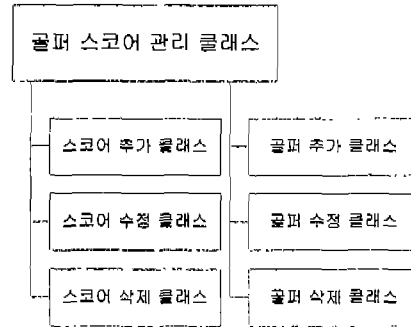 골퍼 스코어 관리 클래스
스코어 추가 클래스
골퍼 추가 클래스
스코어 수정 클래스
골퍼 수정 클래스
스코어 삭제 클래스
골퍼 삭제 클래스